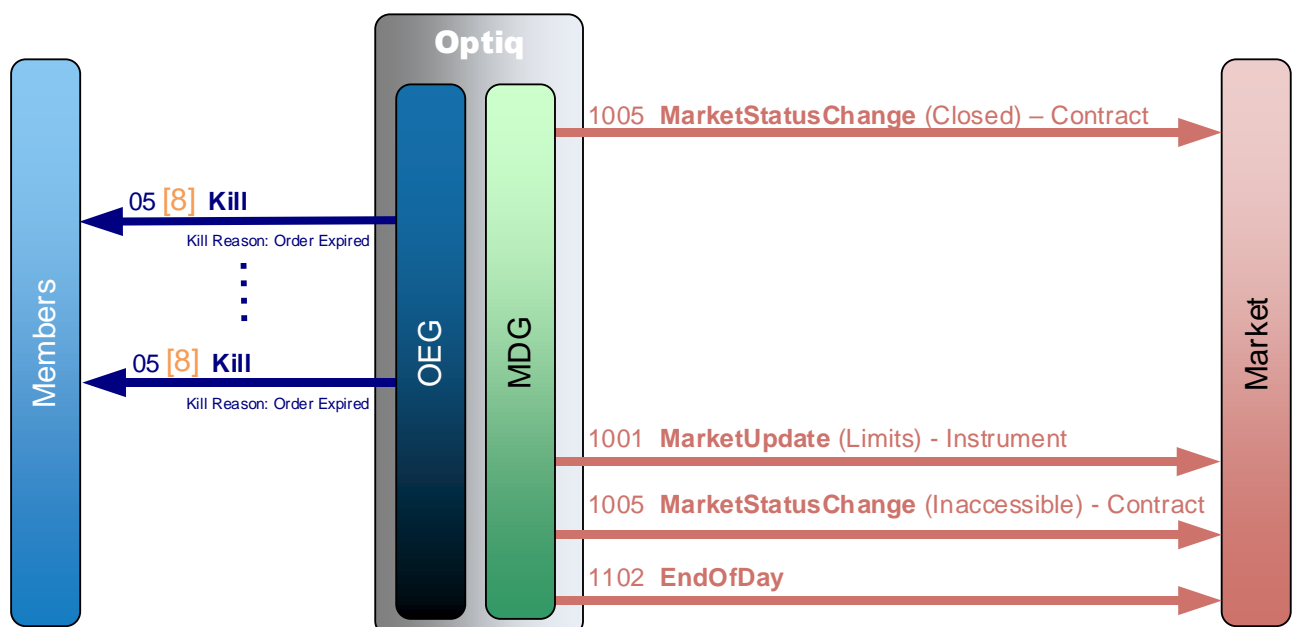 Optiq
1005 MarketStatusChange (Closed) – Contract
05 [8] Kill
Kill Reason: Order Expired
05 [8] Kill
Kill Reason: Order Expired
Members
OEG
MDG
Market
1001 MarketUpdate (Limits) - Instrument
1005 MarketStatusChange (Inaccessible) - Contract
1102 EndOfDay